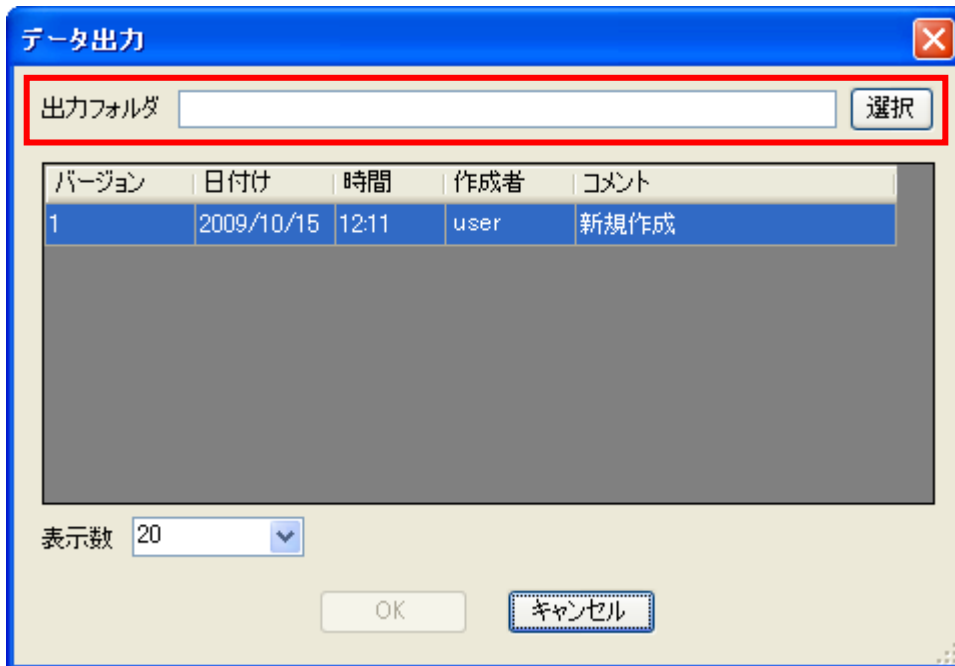 データ出力
出力フォルダ 選択
バージョン 日付け 時間 作成者 コメント
1 2009/10/15 12:11 user 新規作成
表示数 20
OK キャンセル